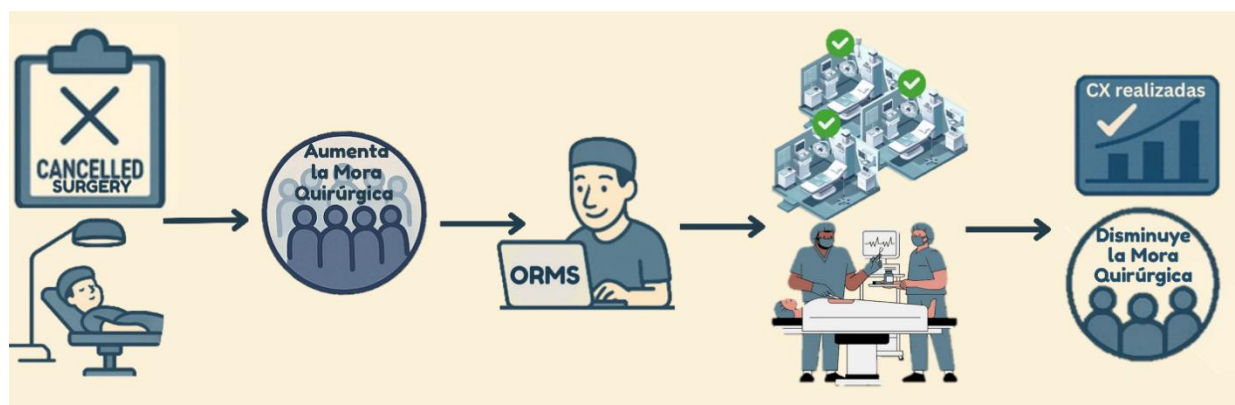 CANCELLED
SURGERY
Aumenta
la Mora
Quirúrgica
ORMS
CX realizadas
Disminuye
la Mora
Quirúrgica